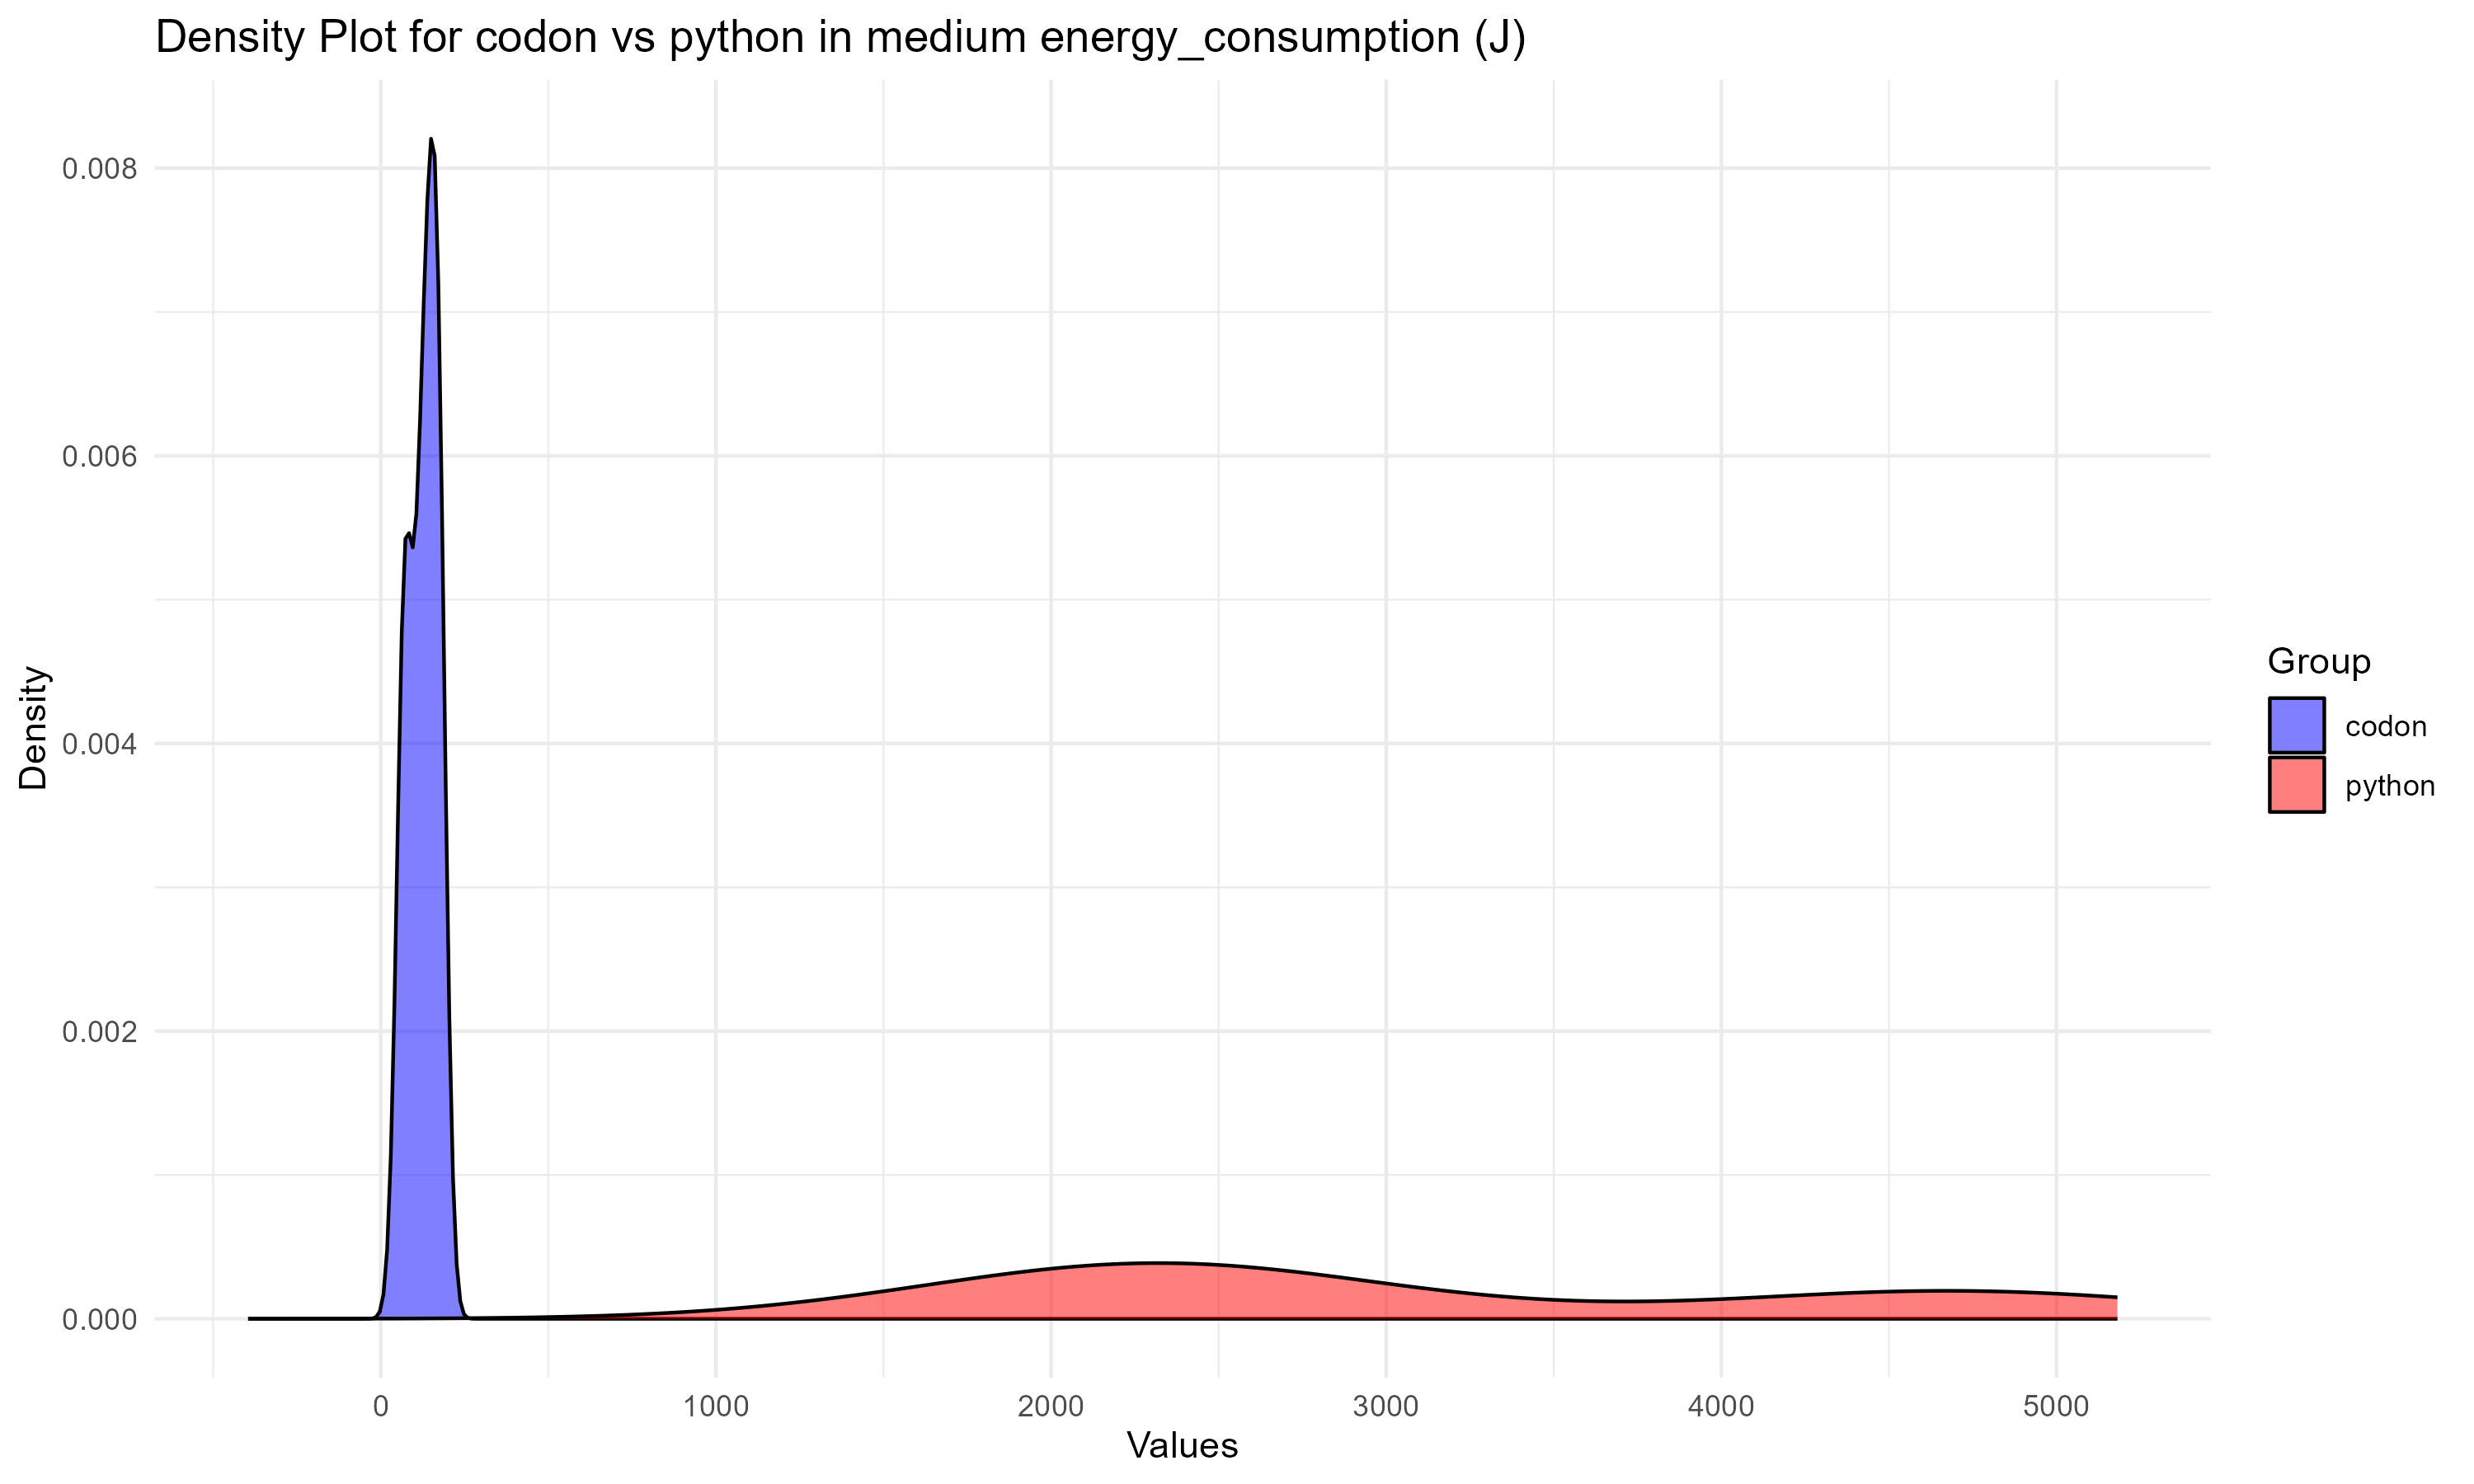 Density Plot for codon vs python in medium energy_consumption (J)
Density
0.008
0.006
0.004
0.002
0.000
0 1000 2000 3000 4000 5000
Values
Group
codon
python